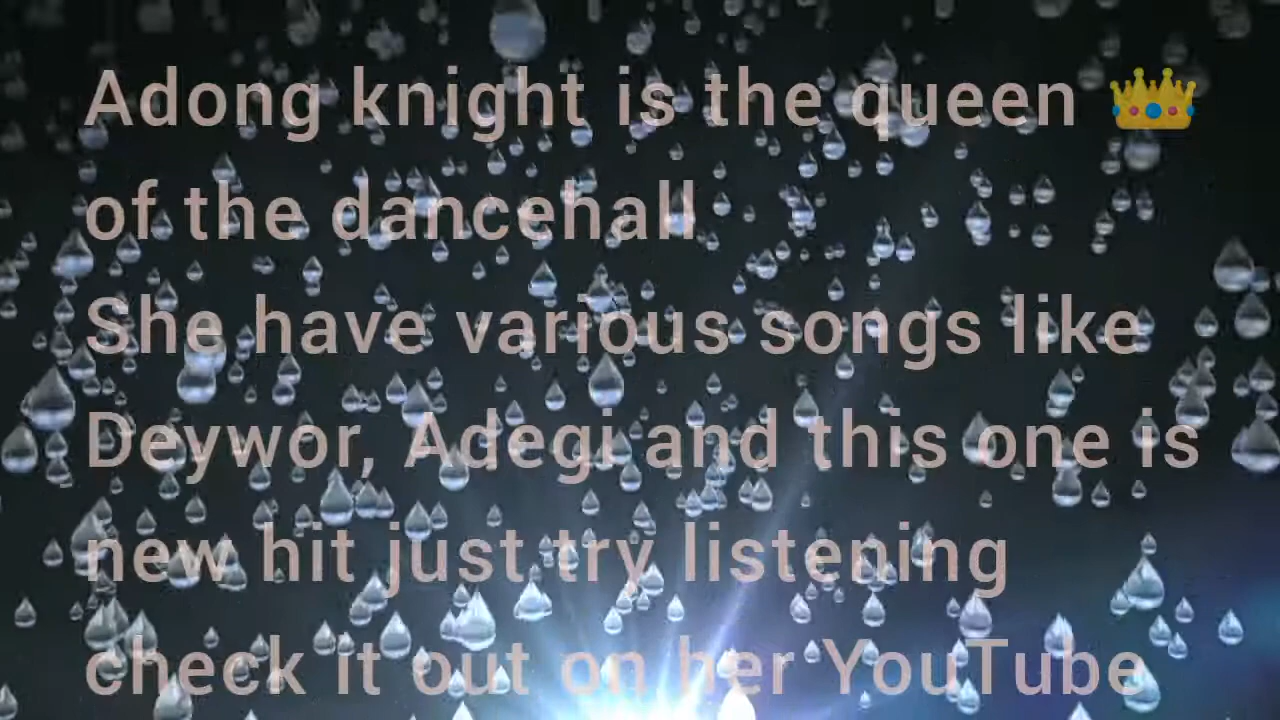 Adong knight is the queen 👑
of the dancehall
She have various songs like
Deywor, Adegi and this one is
new hit just try listening
check it out on her YouTube